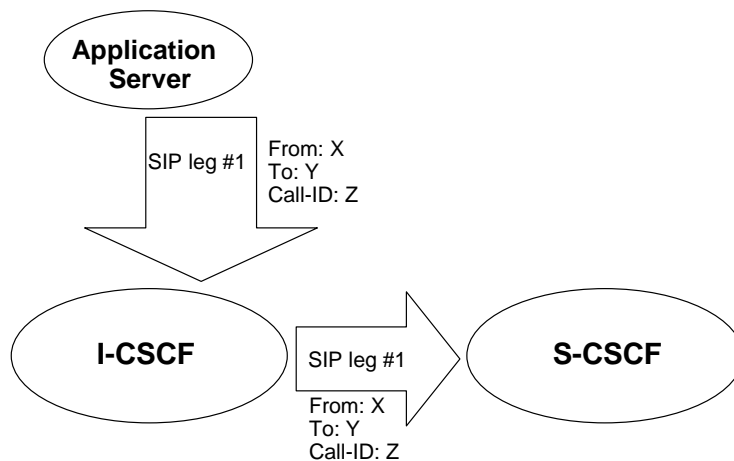 Application
Server
SIP leg #1
From: X
To: Y
Call-ID: Z
I-CSCF
SIP leg #1
From: X
To: Y
Call-ID: Z
S-CSCF